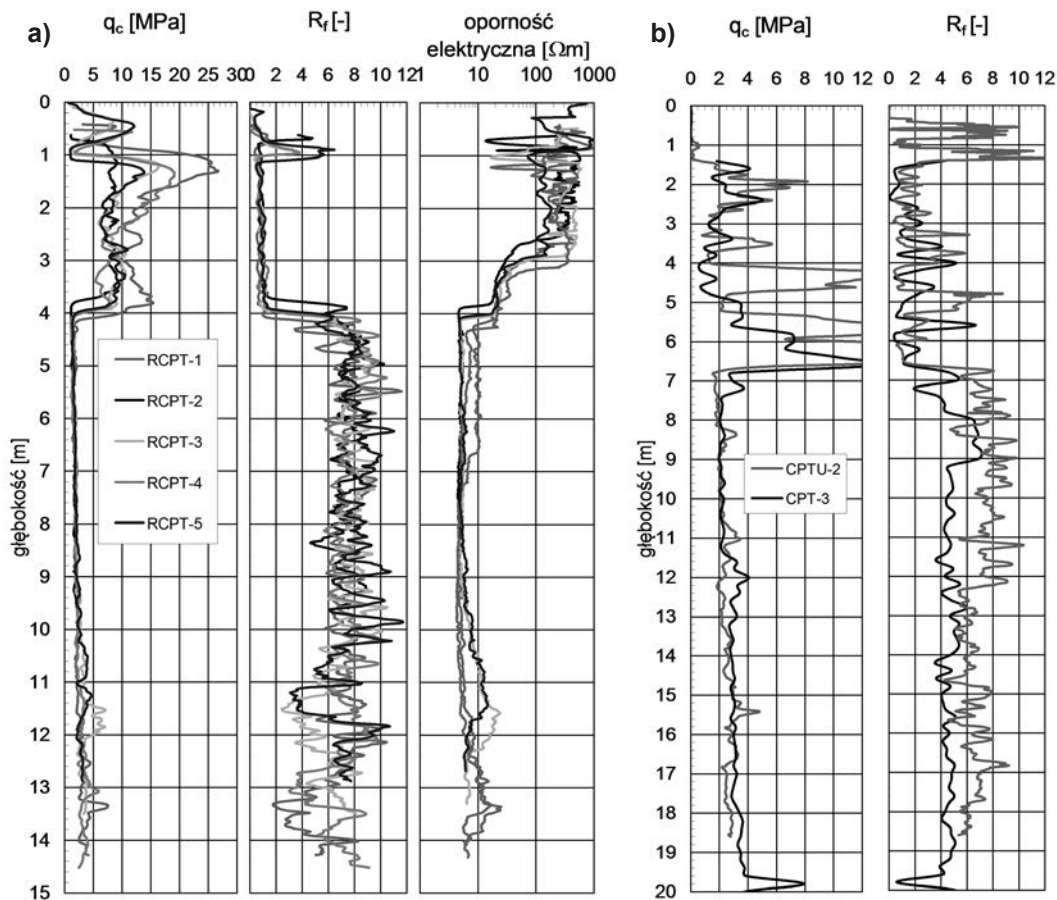 a)
q_c [MPa]
R_f [-]
oporność
elektryczna [Ωm]
0 5 10 15 20 25 30
0 2 4 6 8 10 12
1 10 100 1000
0
1
2
3
4
5
6
7
8
9
10
11
12
13
14
15
głębokość [m]
RCPT-1
RCPT-2
RCPT-3
RCPT-4
RCPT-5
b)
q_c [MPa]
R_f [-]
0 2 4 6 8 10 12
0 2 4 6 8 10 12
0
1
2
3
4
5
6
7
8
9
10
11
12
13
14
15
16
17
18
19
20
głębokość [m]
CPTU-2
CPT-3